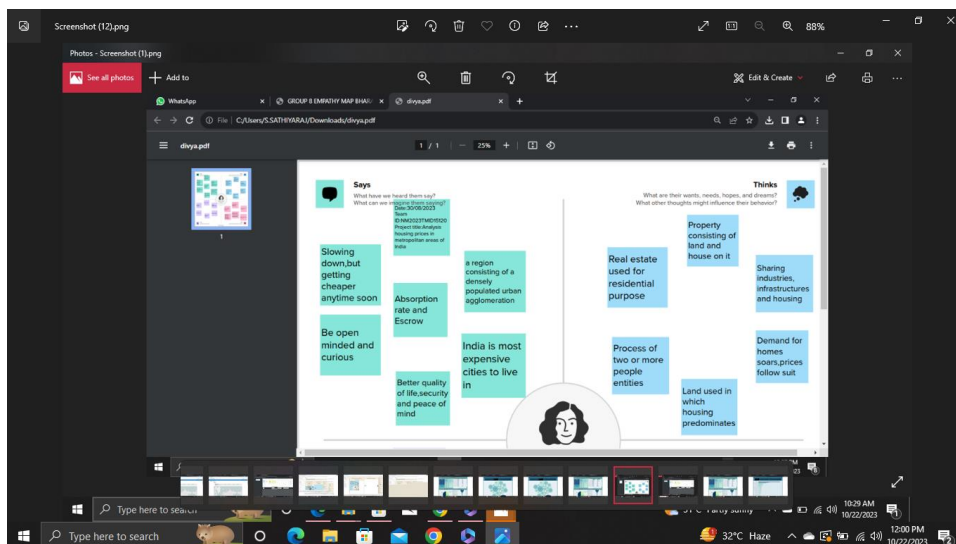 Screenshot (12).png
88%
Photos - Screenshot (1).png
See all photos
Add to
Edit & Create
WhatsApp
GROUP 8 EMPATHY MAP BHAR
divya.pdf
File
C:/Users/S.SATHIYARAJ/Downloads/divya.pdf
divya.pdf
1 / 1
25%
1
Says
What have we heard them say?
What can we imagine them saying?
Date:30/08/2023
Team
ID:NM2023TMID15120
Project title:Analysis
housing prices in
metropolitan areas of
India
Slowing
down,but
getting
cheaper
anytime soon
Absorption
rate and
Escrow
a region
consisting of a
densely
populated urban
agglomeration
Be open
minded and
curious
India is most
expensive
cities to live
in
Better quality
of life,security
and peace of
mind
Thinks
What are their wants, needs, hopes, and dreams?
What other thoughts might influence their behavior?
Property
consisting of
land and
house on it
Real estate
used for
residential
purpose
Sharing
industries,
infrastructures
and housing
Process of
two or more
people
entities
Demand for
homes
soars,prices
follow suit
Land used in
which
housing
predominates
Type here to search
Partly sunny
10:29 AM
10/22/2023
Type here to search
32°C Haze
12:00 PM
10/22/2023